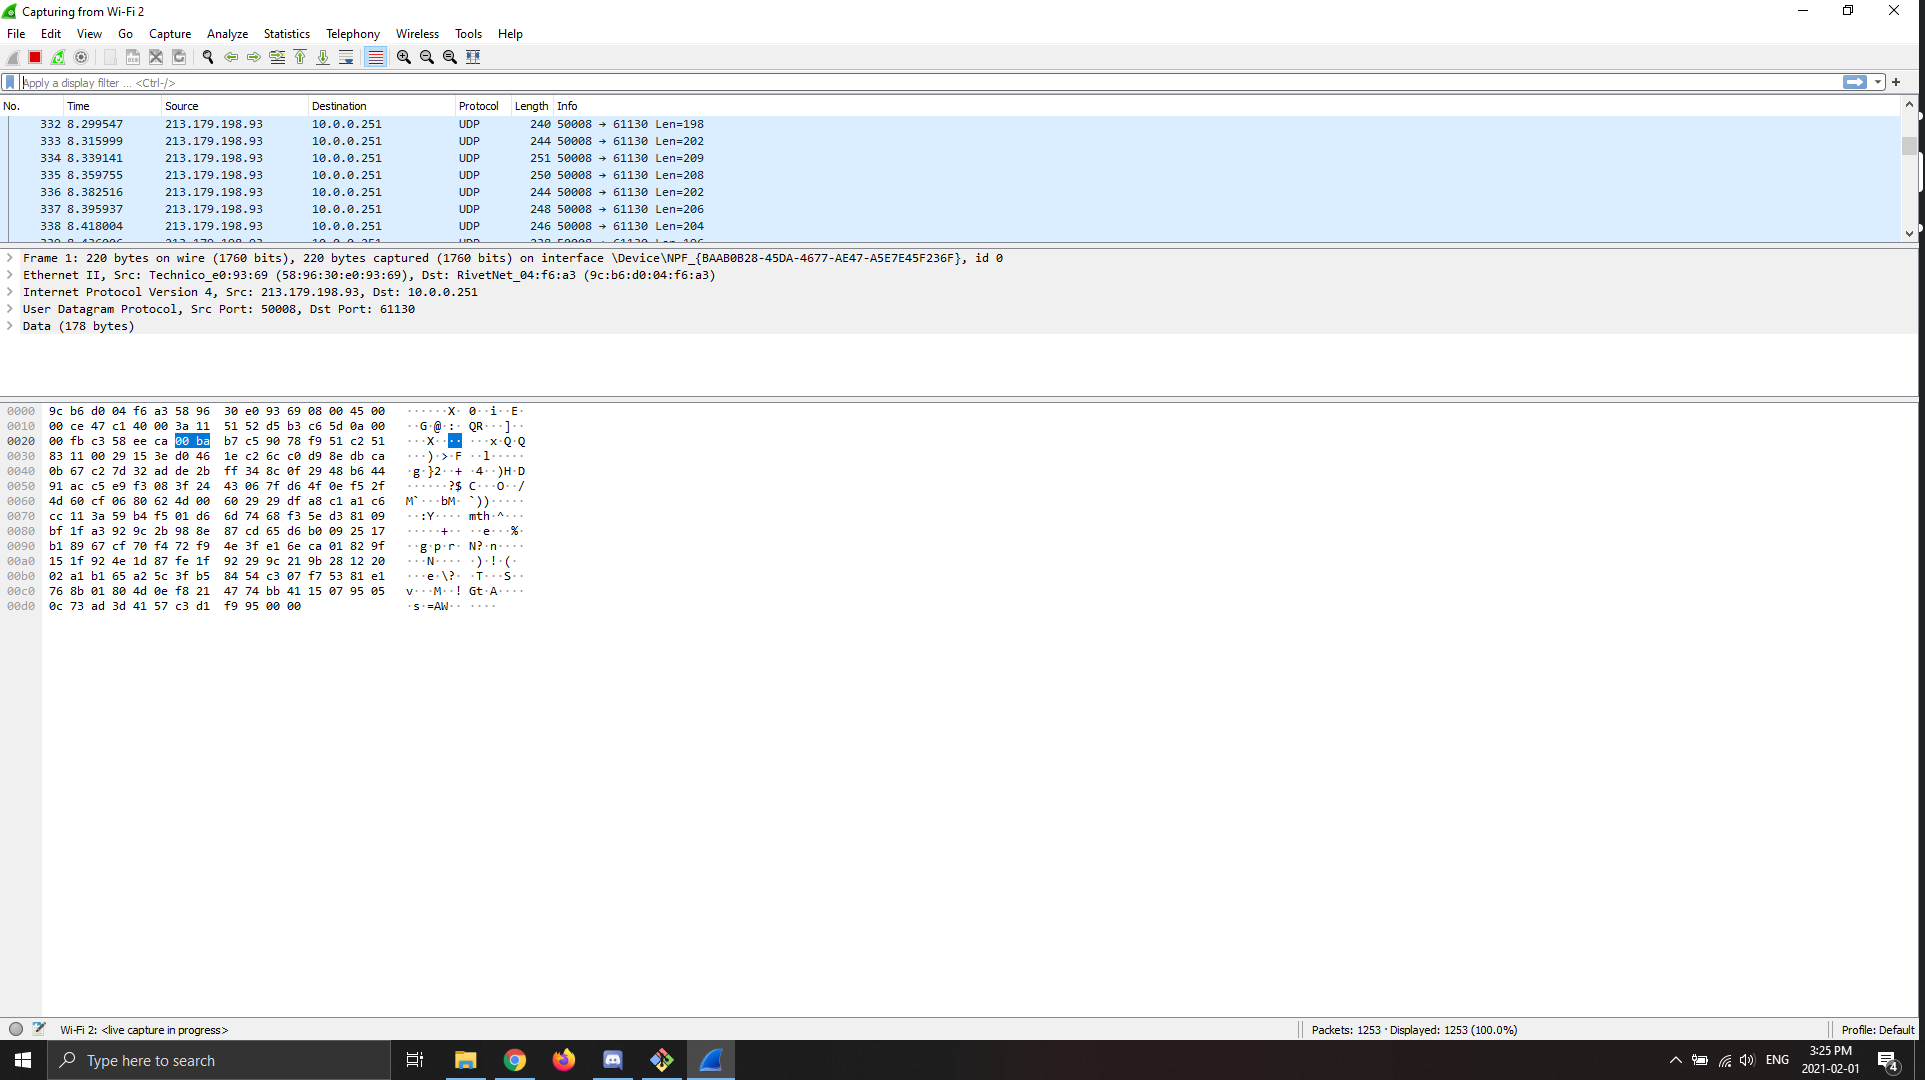 Capturing from Wi-Fi 2
File Edit View Go Capture Analyze Statistics Telephony Wireless Tools Help
Apply a display filter ... <Ctrl-/>
No. Time Source Destination Protocol Length Info
332 8.299547 213.179.198.93 10.0.0.251 UDP 240 50008 → 61130 Len=198
333 8.315999 213.179.198.93 10.0.0.251 UDP 244 50008 → 61130 Len=202
334 8.339141 213.179.198.93 10.0.0.251 UDP 251 50008 → 61130 Len=209
335 8.359755 213.179.198.93 10.0.0.251 UDP 250 50008 → 61130 Len=208
336 8.382516 213.179.198.93 10.0.0.251 UDP 244 50008 → 61130 Len=202
337 8.395937 213.179.198.93 10.0.0.251 UDP 248 50008 → 61130 Len=206
338 8.418004 213.179.198.93 10.0.0.251 UDP 246 50008 → 61130 Len=204
Frame 1: 220 bytes on wire (1760 bits), 220 bytes captured (1760 bits) on interface \Device\NPF_{BAAB0B28-45DA-4677-AE47-A5E7E45F236F}, id 0
Ethernet II, Src: Technico_e0:93:69 (58:96:30:e0:93:69), Dst: RivetNet_04:f6:a3 (9c:b6:d0:04:f6:a3)
Internet Protocol Version 4, Src: 213.179.198.93, Dst: 10.0.0.251
User Datagram Protocol, Src Port: 50008, Dst Port: 61130
Data (178 bytes)
0000 9c b6 d0 04 f6 a3 58 96 30 e0 93 69 08 00 45 00 ······X· 0··i··E·
0010 00 ce 47 c1 40 00 3a 11 51 52 d5 b3 c6 5d 0a 00 ··G·@·:· QR···]··
0020 00 fb c3 58 ee ca 00 ba b7 c5 90 78 f9 51 c2 51 ···X···· ···x·Q·Q
0030 83 11 00 29 15 3e d0 46 1e c2 6c c0 d9 8e db ca ···)·>·F ··l·····
0040 0b 67 c2 7d 32 ad de 2b ff 34 8c 0f 29 48 b6 44 ·g·}2··+ ·4··)H·D
0050 91 ac c5 e9 f3 08 3f 24 43 06 7f d6 4f 0e f5 2f ······?$ C···O··/
0060 4d 60 cf 06 80 62 4d 00 60 29 29 df a8 c1 a1 c6 M`···bM· `))·····
0070 cc 11 3a 59 b4 f5 01 d6 6d 74 68 f3 5e d3 81 09 ··:Y···· mth·^···
0080 bf 1f a3 92 9c 2b 98 8e 87 cd 65 d6 b0 09 25 17 ·····+·· ··e···%·
0090 b1 89 67 cf 70 f4 72 f9 4e 3f e1 6e ca 01 82 9f ··g·p·r· N?·n····
00a0 15 1f 92 4e 1d 87 fe 1f 92 29 9c 21 9b 28 12 20 ···N···· ·)·!·(·
00b0 02 a1 b1 65 a2 5c 3f b5 84 54 c3 07 f7 53 81 e1 ···e·\?· ·T···S··
00c0 76 8b 01 80 4d 0e f8 21 47 74 bb 41 15 07 95 05 v···M··! Gt·A····
00d0 0c 73 ad 3d 41 57 c3 d1 f9 95 00 00 ·s·=AW·· ····
Wi-Fi 2: <live capture in progress> Packets: 1253 · Displayed: 1253 (100.0%) Profile: Default
Type here to search ENG 3:25 PM
2021-02-01 4